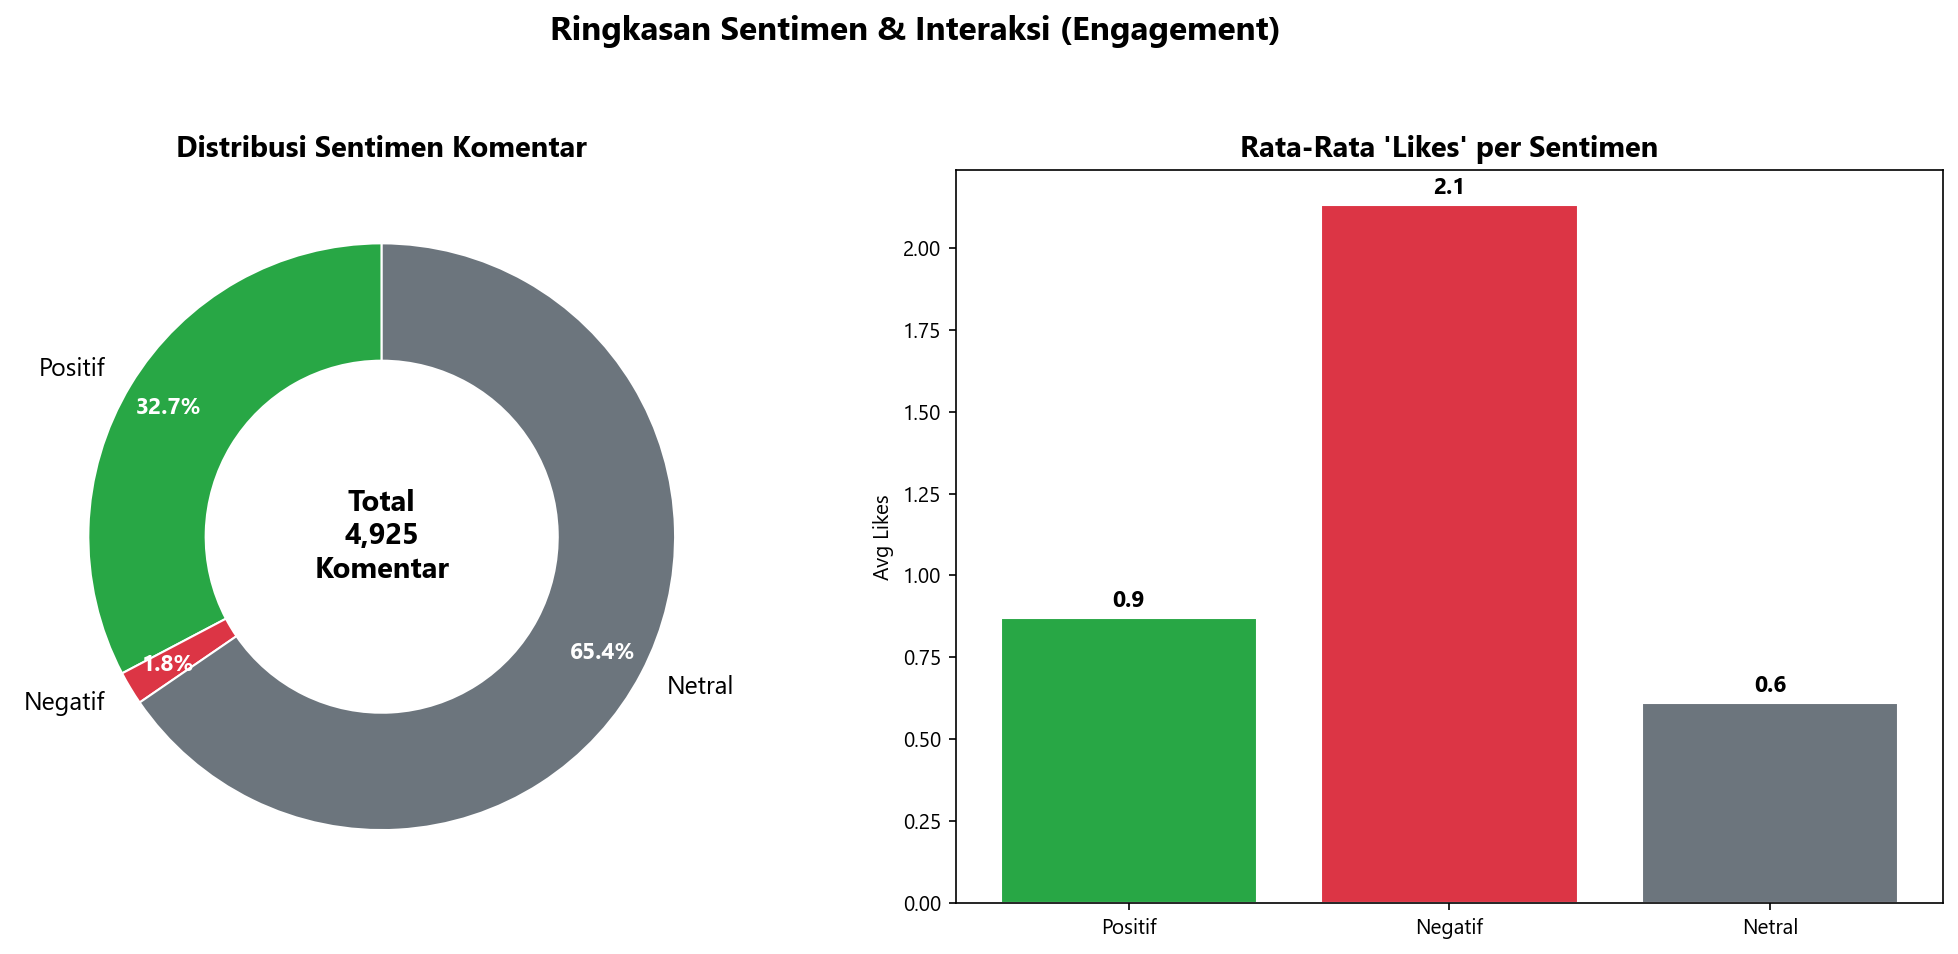 Ringkasan Sentimen & Interaksi (Engagement)
Distribusi Sentimen Komentar
Positif
32.7%
Total
4,925
Komentar
1.8%
Negatif
65.4%
Netral
Rata-Rata 'Likes' per Sentimen
Avg Likes
2.00
1.75
1.50
1.25
1.00
0.75
0.50
0.25
0.00
0.9
2.1
0.6
Positif
Negatif
Netral